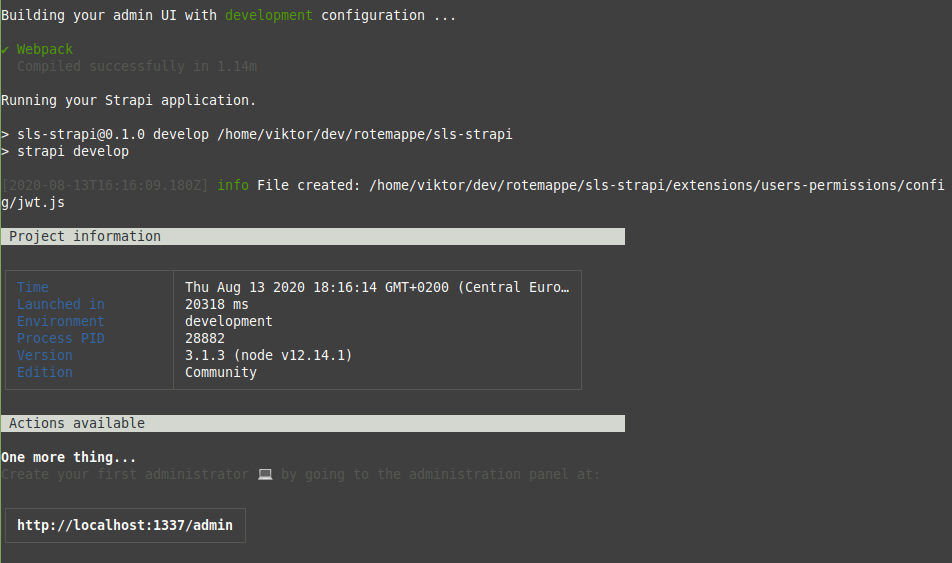 Building your admin UI with development configuration ...
✔ Webpack
Compiled successfully in 1.14m
Running your Strapi application.
> sls-strapi@0.1.0 develop /home/viktor/dev/rotemappe/sls-strapi
> strapi develop
[2020-08-13T16:16:09.180Z] info File created: /home/viktor/dev/rotemappe/sls-strapi/extensions/users-permissions/confi
g/jwt.js
Project information
Time Thu Aug 13 2020 18:16:14 GMT+0200 (Central Euro…
Launched in 20318 ms
Environment development
Process PID 28882
Version 3.1.3 (node v12.14.1)
Edition Community
Actions available
One more thing...
Create your first administrator 💻 by going to the administration panel at:
http://localhost:1337/admin